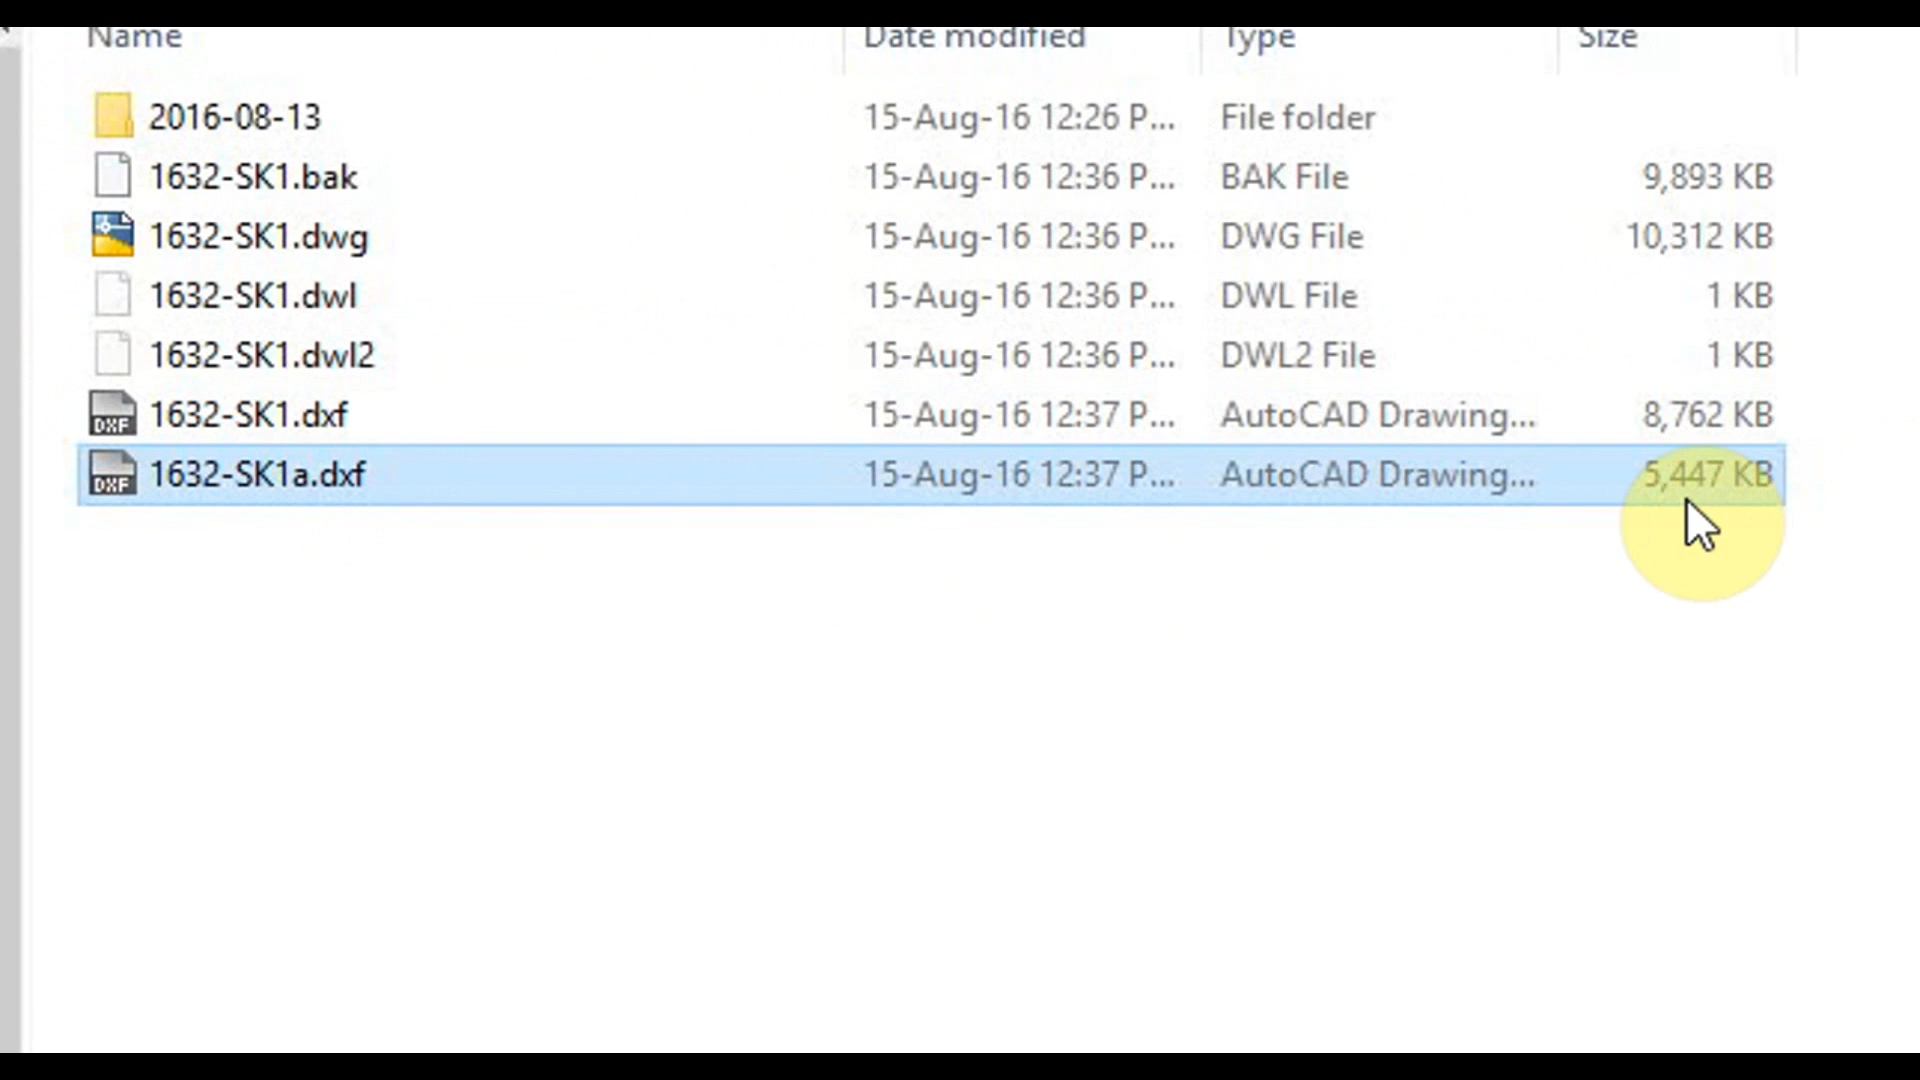 Name Date modified Type Size
2016-08-13 15-Aug-16 12:26 P... File folder
1632-SK1.bak 15-Aug-16 12:36 P... BAK File 9,893 KB
1632-SK1.dwg 15-Aug-16 12:36 P... DWG File 10,312 KB
1632-SK1.dwl 15-Aug-16 12:36 P... DWL File 1 KB
1632-SK1.dwl2 15-Aug-16 12:36 P... DWL2 File 1 KB
DXF 1632-SK1.dxf 15-Aug-16 12:37 P... AutoCAD Drawing... 8,762 KB
DXF 1632-SK1a.dxf 15-Aug-16 12:37 P... AutoCAD Drawing... 5,447 KB